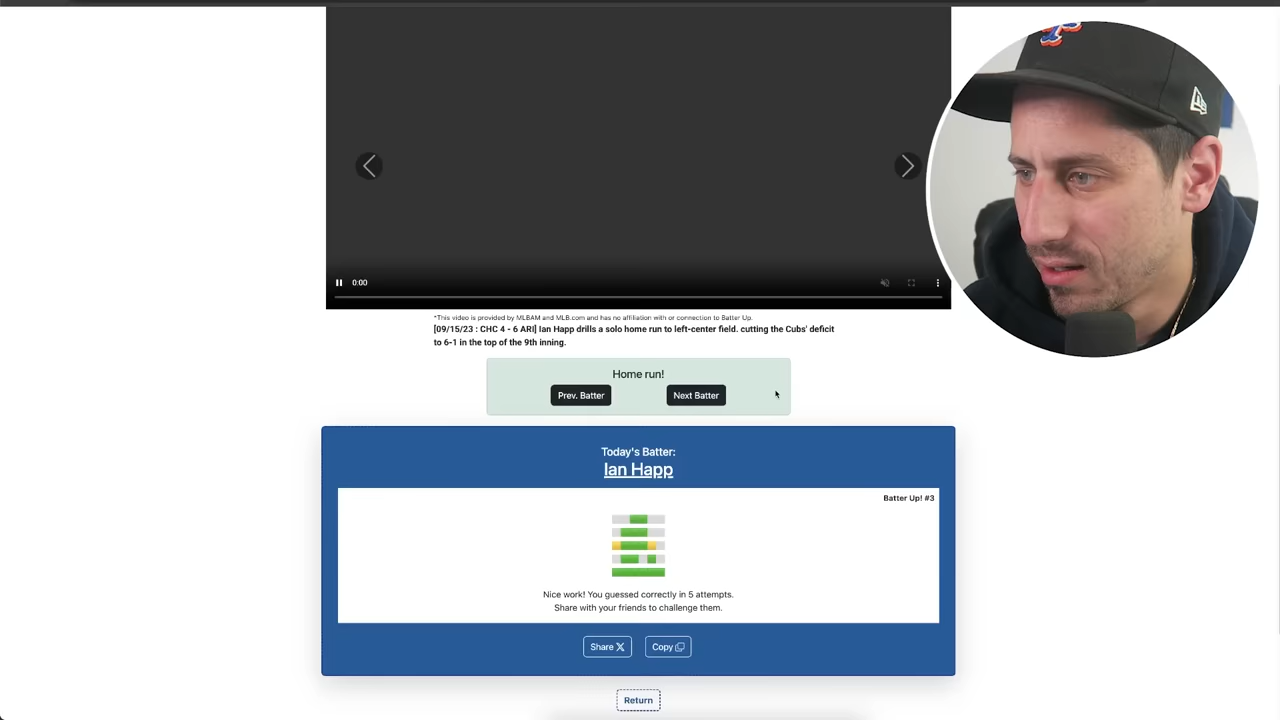 0:00
*This video is provided by MLBAM and MLB.com and has no affiliation with or connection to Batter Up.
[09/15/23 : CHC 4 - 6 ARI] Ian Happ drills a solo home run to left-center field. cutting the Cubs' deficit
to 6-1 in the top of the 9th inning.
Home run!
Prev. Batter
Next Batter
Today's Batter:
Ian Happ
Batter Up! #3
Nice work! You guessed correctly in 5 attempts.
Share with your friends to challenge them.
Share X
Copy
Return